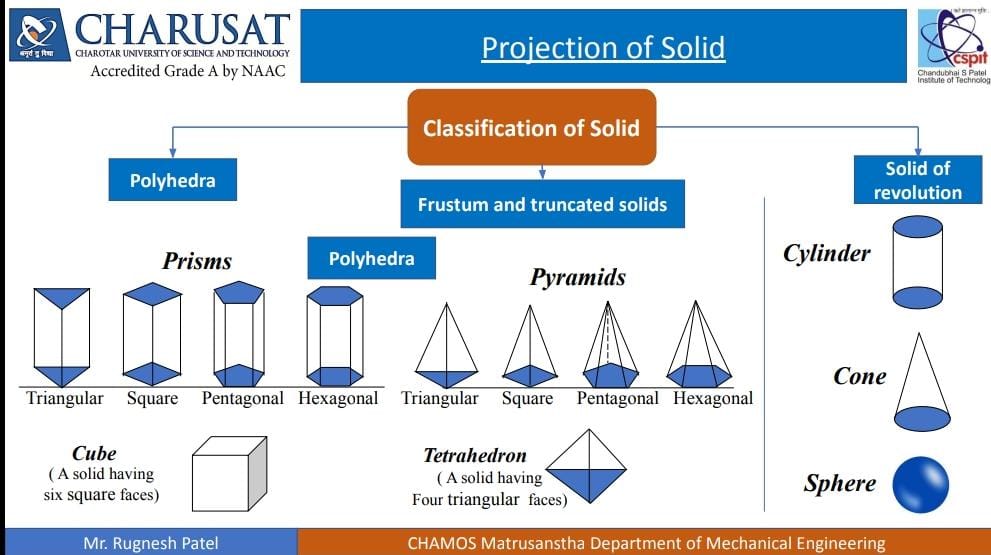 CHARUSAT
CHAROTAR UNIVERSITY OF SCIENCE AND TECHNOLOGY
Accredited Grade A by NAAC
Projection of Solid
cspit
Chandubhai S Patel
Institute of Technolog
Classification of Solid
Polyhedra
Frustum and truncated solids
Solid of
revolution
Polyhedra
Prisms
Pyramids
Cylinder
Triangular Square Pentagonal Hexagonal
Triangular Square Pentagonal Hexagonal
Cone
Cube
( A solid having
six square faces)
Tetrahedron
( A solid having
Four triangular faces)
Sphere
Mr. Rugnesh Patel
CHAMOS Matrusanstha Department of Mechanical Engineering